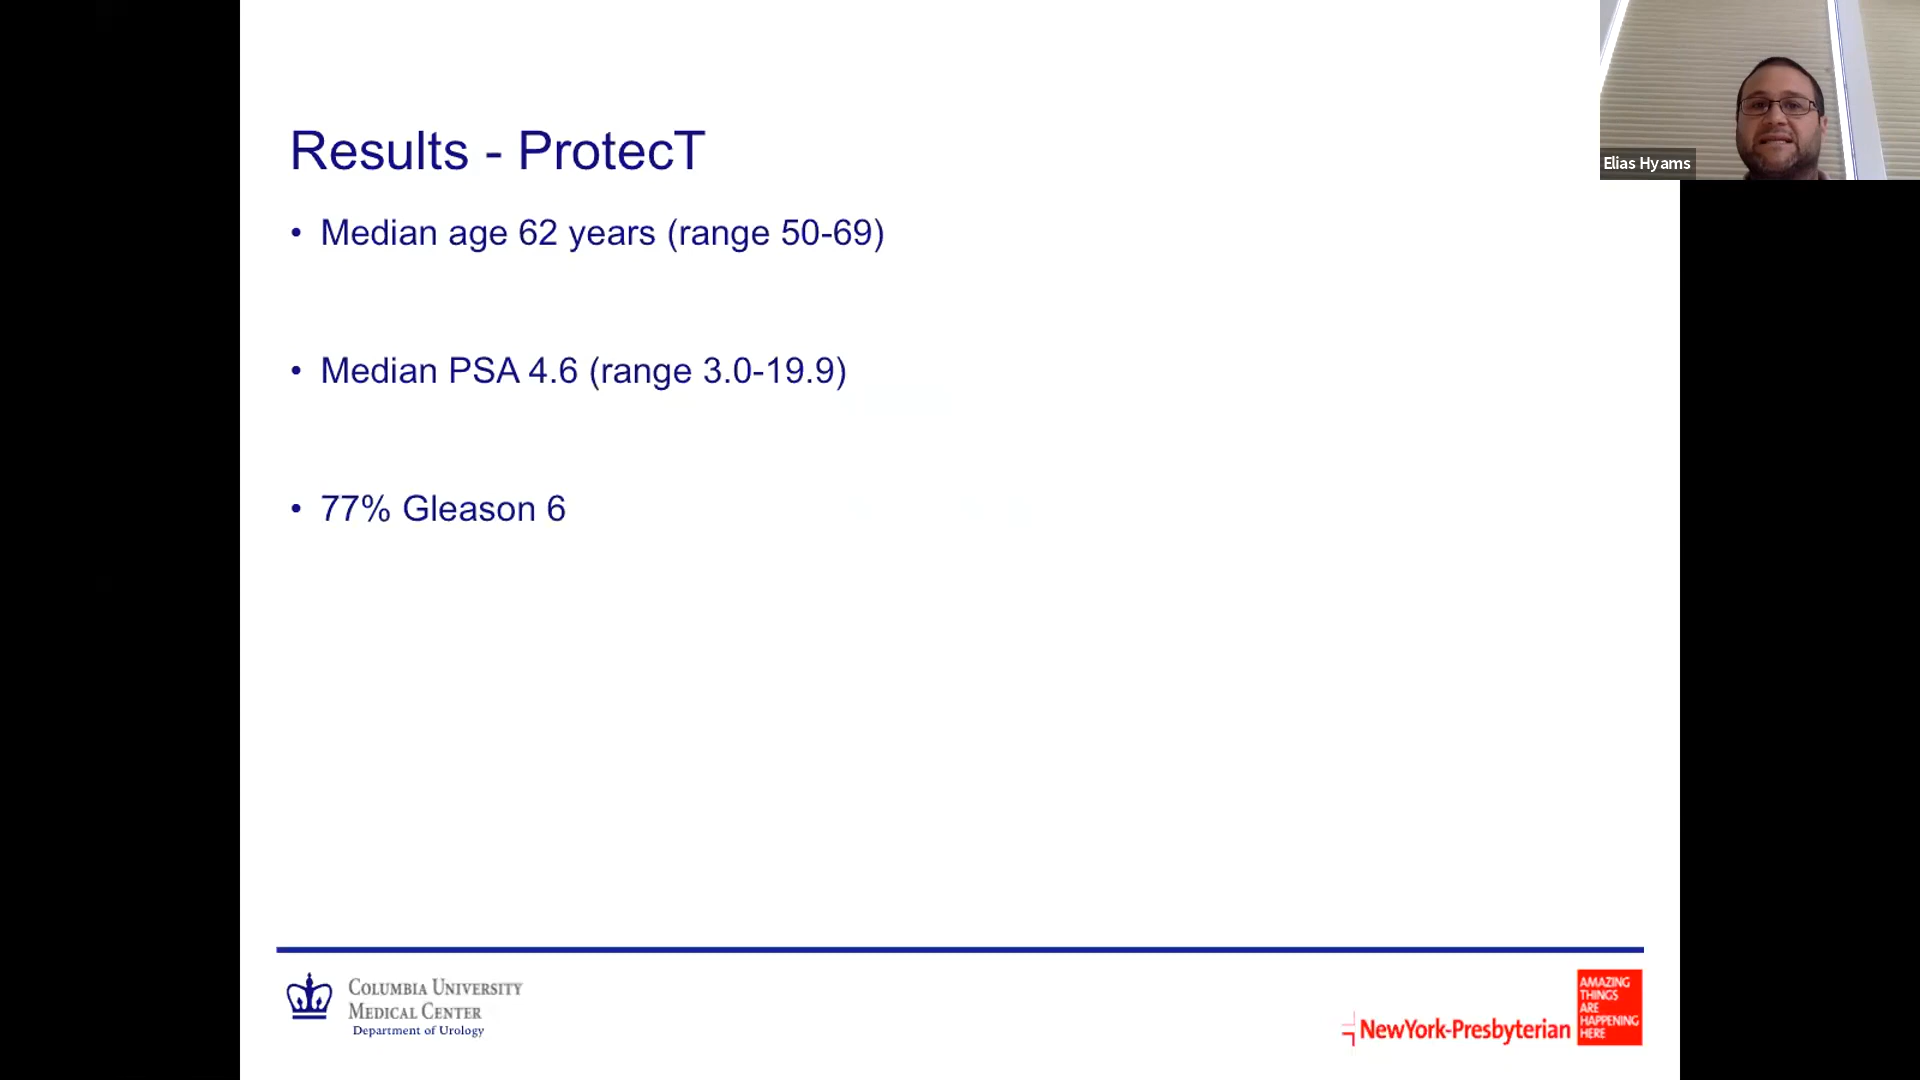 Results - ProtecT
• Median age 62 years (range 50-69)
• Median PSA 4.6 (range 3.0-19.9)
• 77% Gleason 6
Elias Hyams
COLUMBIA UNIVERSITY
MEDICAL CENTER
Department of Urology
NewYork-Presbyterian
AMAZING
THINGS
ARE
HAPPENING
HERE